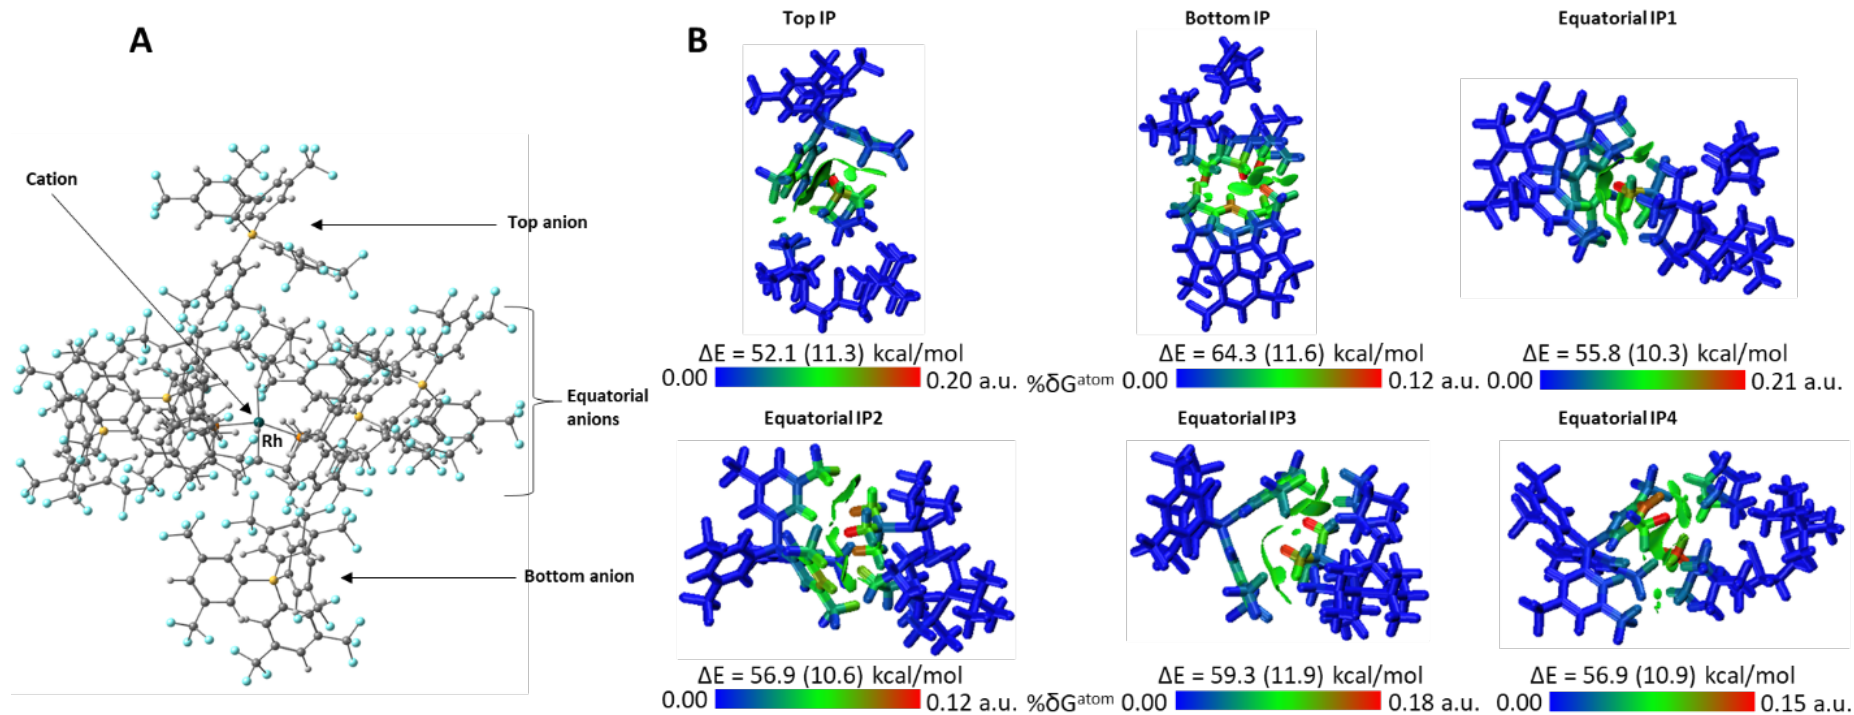 A
Cation
Top anion
Rh
Equatorial
anions
Bottom anion
B
Top IP
Bottom IP
Equatorial IP1
ΔE = 52.1 (11.3) kcal/mol
ΔE = 64.3 (11.6) kcal/mol
ΔE = 55.8 (10.3) kcal/mol
0.00 0.20 a.u. %δGᵃᵗᵒᵐ 0.00 0.12 a.u. 0.00 0.21 a.u.
Equatorial IP2
Equatorial IP3
Equatorial IP4
ΔE = 56.9 (10.6) kcal/mol
ΔE = 59.3 (11.9) kcal/mol
ΔE = 56.9 (10.9) kcal/mol
0.00 0.12 a.u. %δGᵃᵗᵒᵐ 0.00 0.18 a.u. 0.00 0.15 a.u.